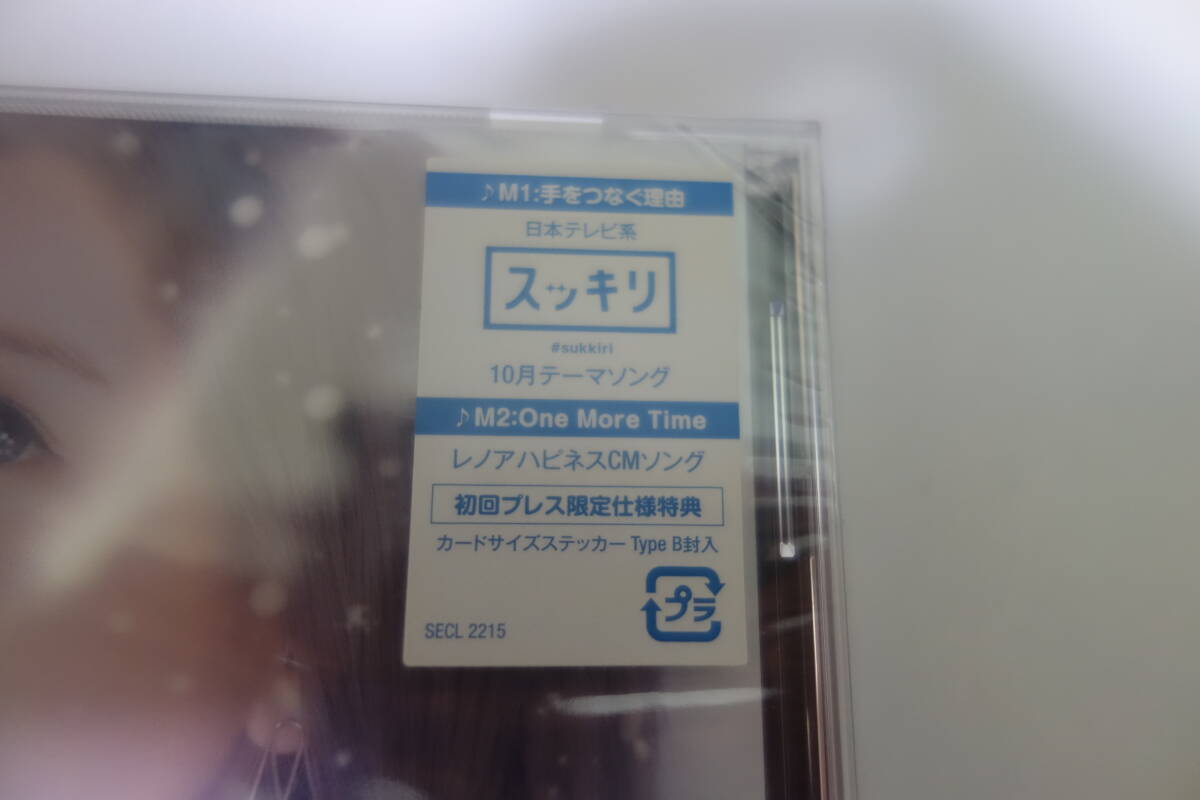 ♪M1:手をつなぐ理由
日本テレビ系
スッキリ
#sukkiri
10月テーマソング
♪M2:One More Time
レノアハピネスCMソング
初回プレス限定仕様特典
カードサイズステッカー Type B封入
プラ
SECL 2215